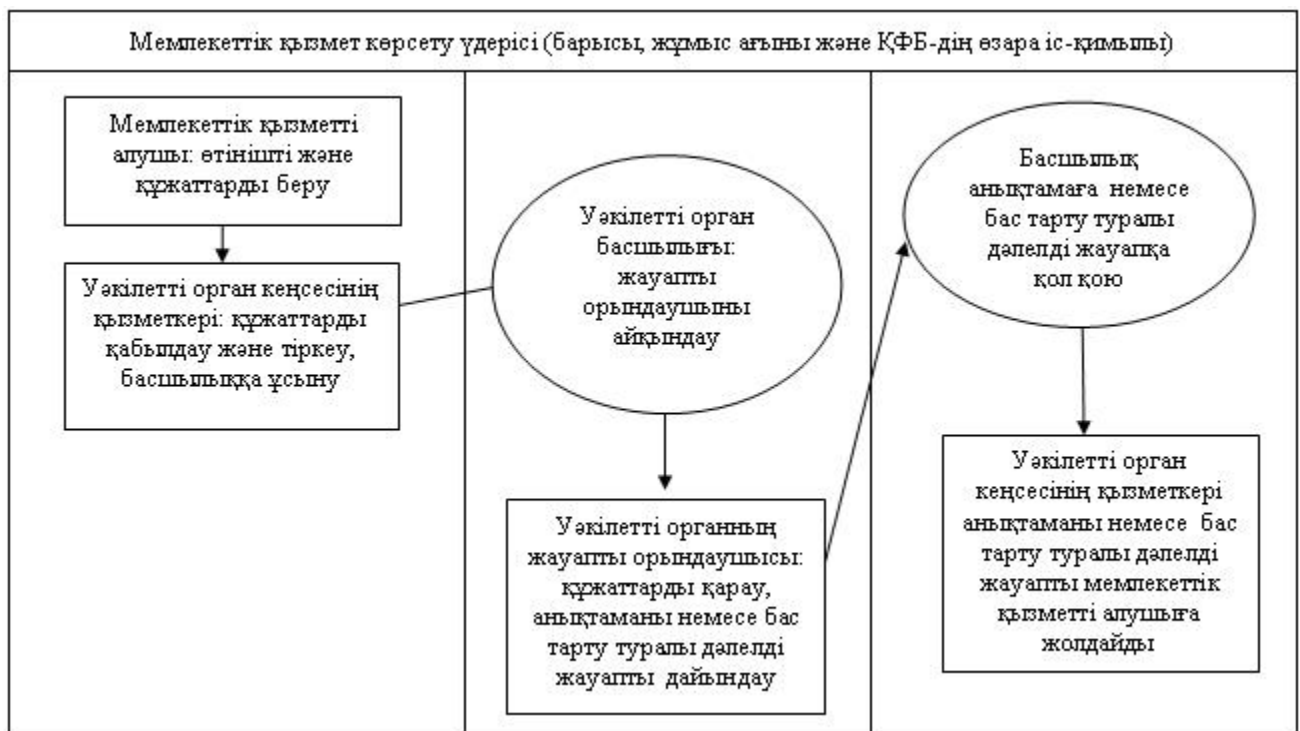 Мемлекеттік қызмет көрсету үдерісі (барысы, жұмыс ағыны және ҚФБ-дің өзара іс-қимылы)
Мемлекеттік қызметті
алушы: өтінішті және
құжаттарды беру
Уәкілетті орган кеңсесінің
қызметкері: құжаттарды
қабылдау және тіркеу,
басшылыққа ұсыну
Уәкілетті орган
басшылығы:
жауапты
орындаушыны
айқындау
Уәкілетті органның
жауапты орындаушысы:
құжаттарды қарау,
анықтаманы немесе бас
тарту туралы дәлелді
жауапты дайындау
Басшылық
анықтамаға немесе
бас тарту туралы
дәлелді жауапқа
қол қою
Уәкілетті орган
кеңсесінің қызметкері
анықтаманы немесе бас
тарту туралы дәлелді
жауапты мемлекеттік
қызметті алушыға
жолдайды